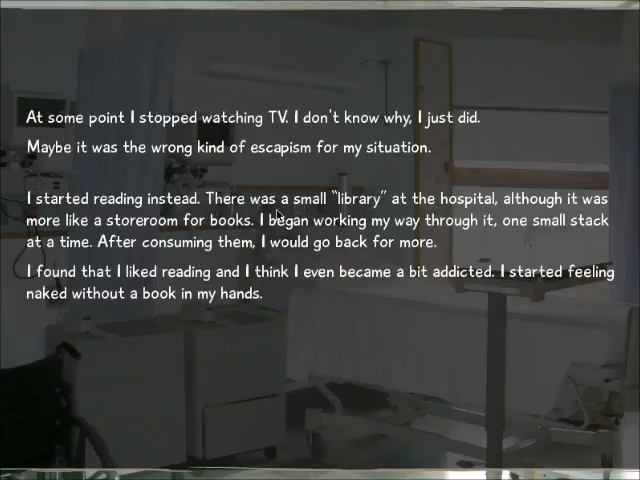 At some point I stopped watching TV. I don't know why, I just did.
Maybe it was the wrong kind of escapism for my situation.
I started reading instead. There was a small “library” at the hospital, although it was
more like a storeroom for books. I began working my way through it, one small stack
at a time. After consuming them, I would go back for more.
I found that I liked reading and I think I even became a bit addicted. I started feeling
naked without a book in my hands.